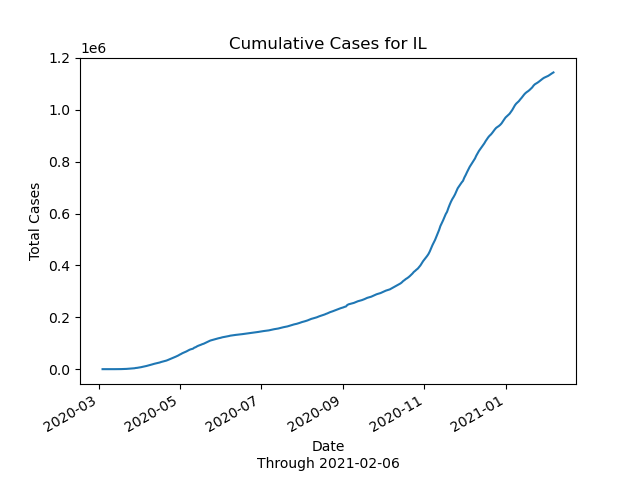 Cumulative Cases for IL
1e6
1.2
1.0
0.8
0.6
0.4
0.2
0.0
Total Cases
2020-03
2020-05
2020-07
2020-09
2020-11
2021-01
Date
Through 2021-02-06